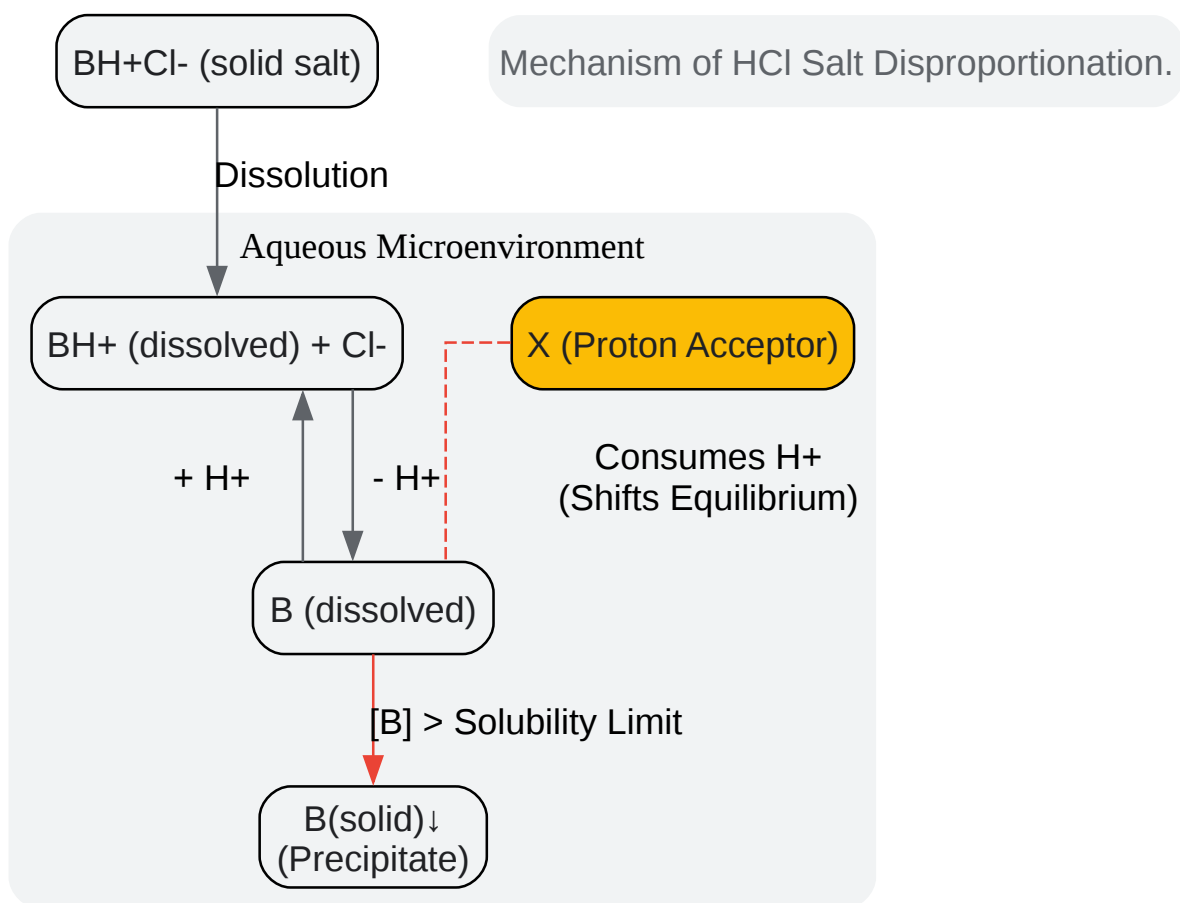 BH+Cl- (solid salt)
Mechanism of HCl Salt Disproportionation.
Dissolution
Aqueous Microenvironment
BH+ (dissolved) + Cl-
X (Proton Acceptor)
+ H+
- H+
Consumes H+
(Shifts Equilibrium)
B (dissolved)
[B] > Solubility Limit
B(solid)↓
(Precipitate)